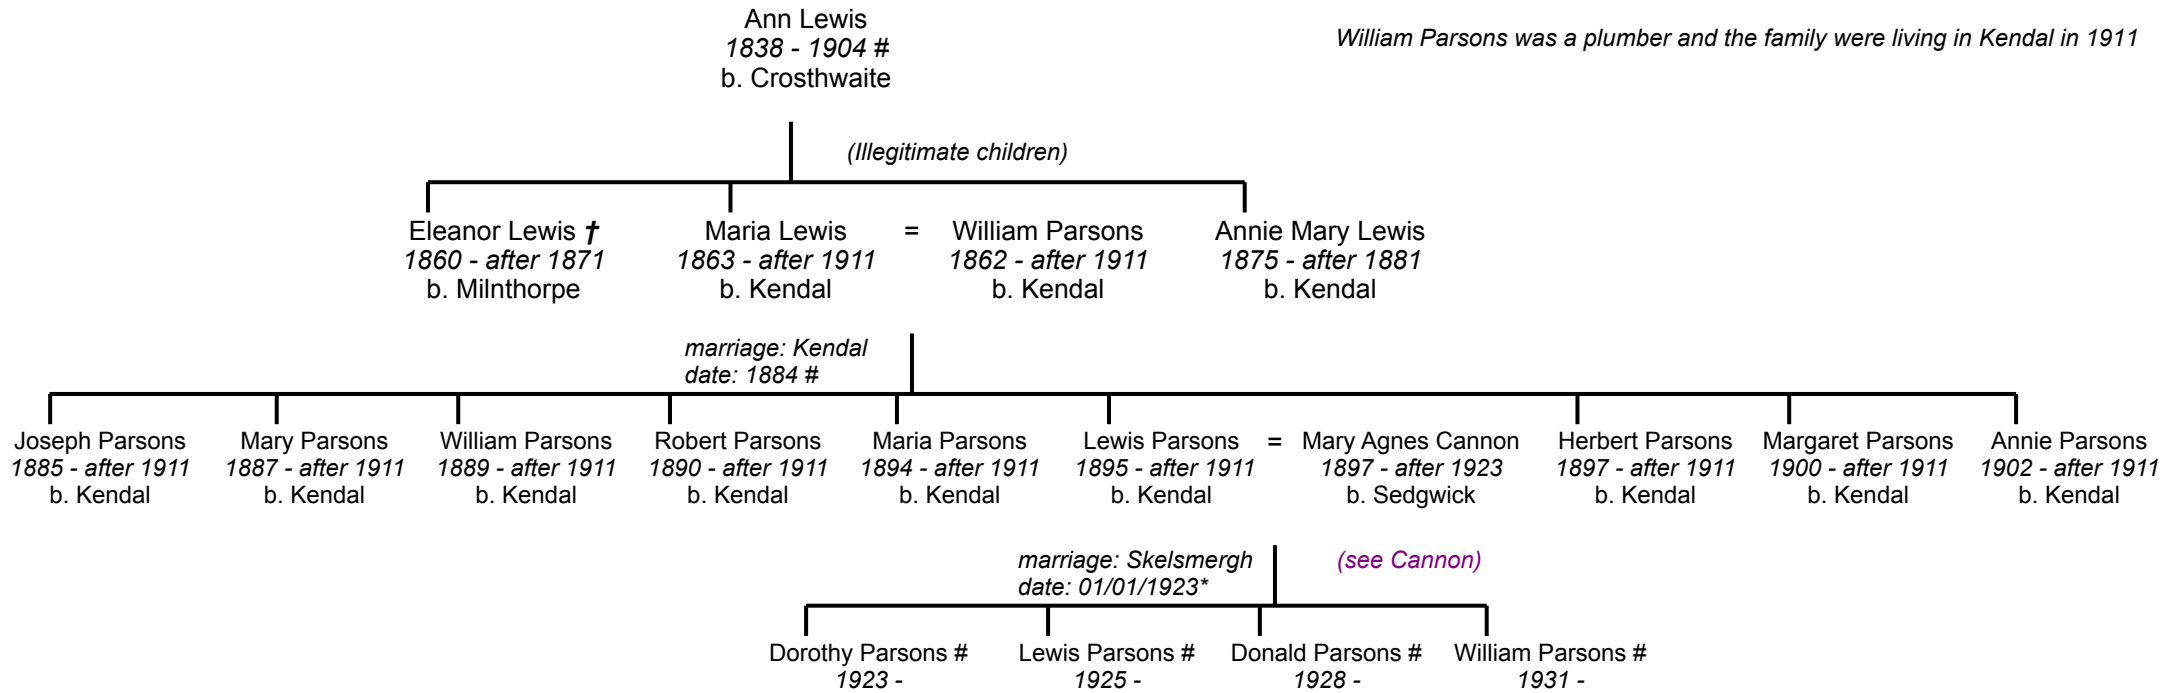 Ann Lewis
1838 - 1904 #
b. Crosthwaite
William Parsons was a plumber and the family were living in Kendal in 1911
(Illegitimate children)
Eleanor Lewis †
1860 - after 1871
b. Milnthorpe
Maria Lewis
1863 - after 1911
b. Kendal
=
William Parsons
1862 - after 1911
b. Kendal
Annie Mary Lewis
1875 - after 1881
b. Kendal
marriage: Kendal
date: 1884 #
Joseph Parsons
1885 - after 1911
b. Kendal
Mary Parsons
1887 - after 1911
b. Kendal
William Parsons
1889 - after 1911
b. Kendal
Robert Parsons
1890 - after 1911
b. Kendal
Maria Parsons
1894 - after 1911
b. Kendal
Lewis Parsons
1895 - after 1911
b. Kendal
=
Mary Agnes Cannon
1897 - after 1923
b. Sedgwick
Herbert Parsons
1897 - after 1911
b. Kendal
Margaret Parsons
1900 - after 1911
b. Kendal
Annie Parsons
1902 - after 1911
b. Kendal
marriage: Skelsmergh
date: 01/01/1923*
(see Cannon)
Dorothy Parsons #
1923 -
Lewis Parsons #
1925 -
Donald Parsons #
1928 -
William Parsons #
1931 -